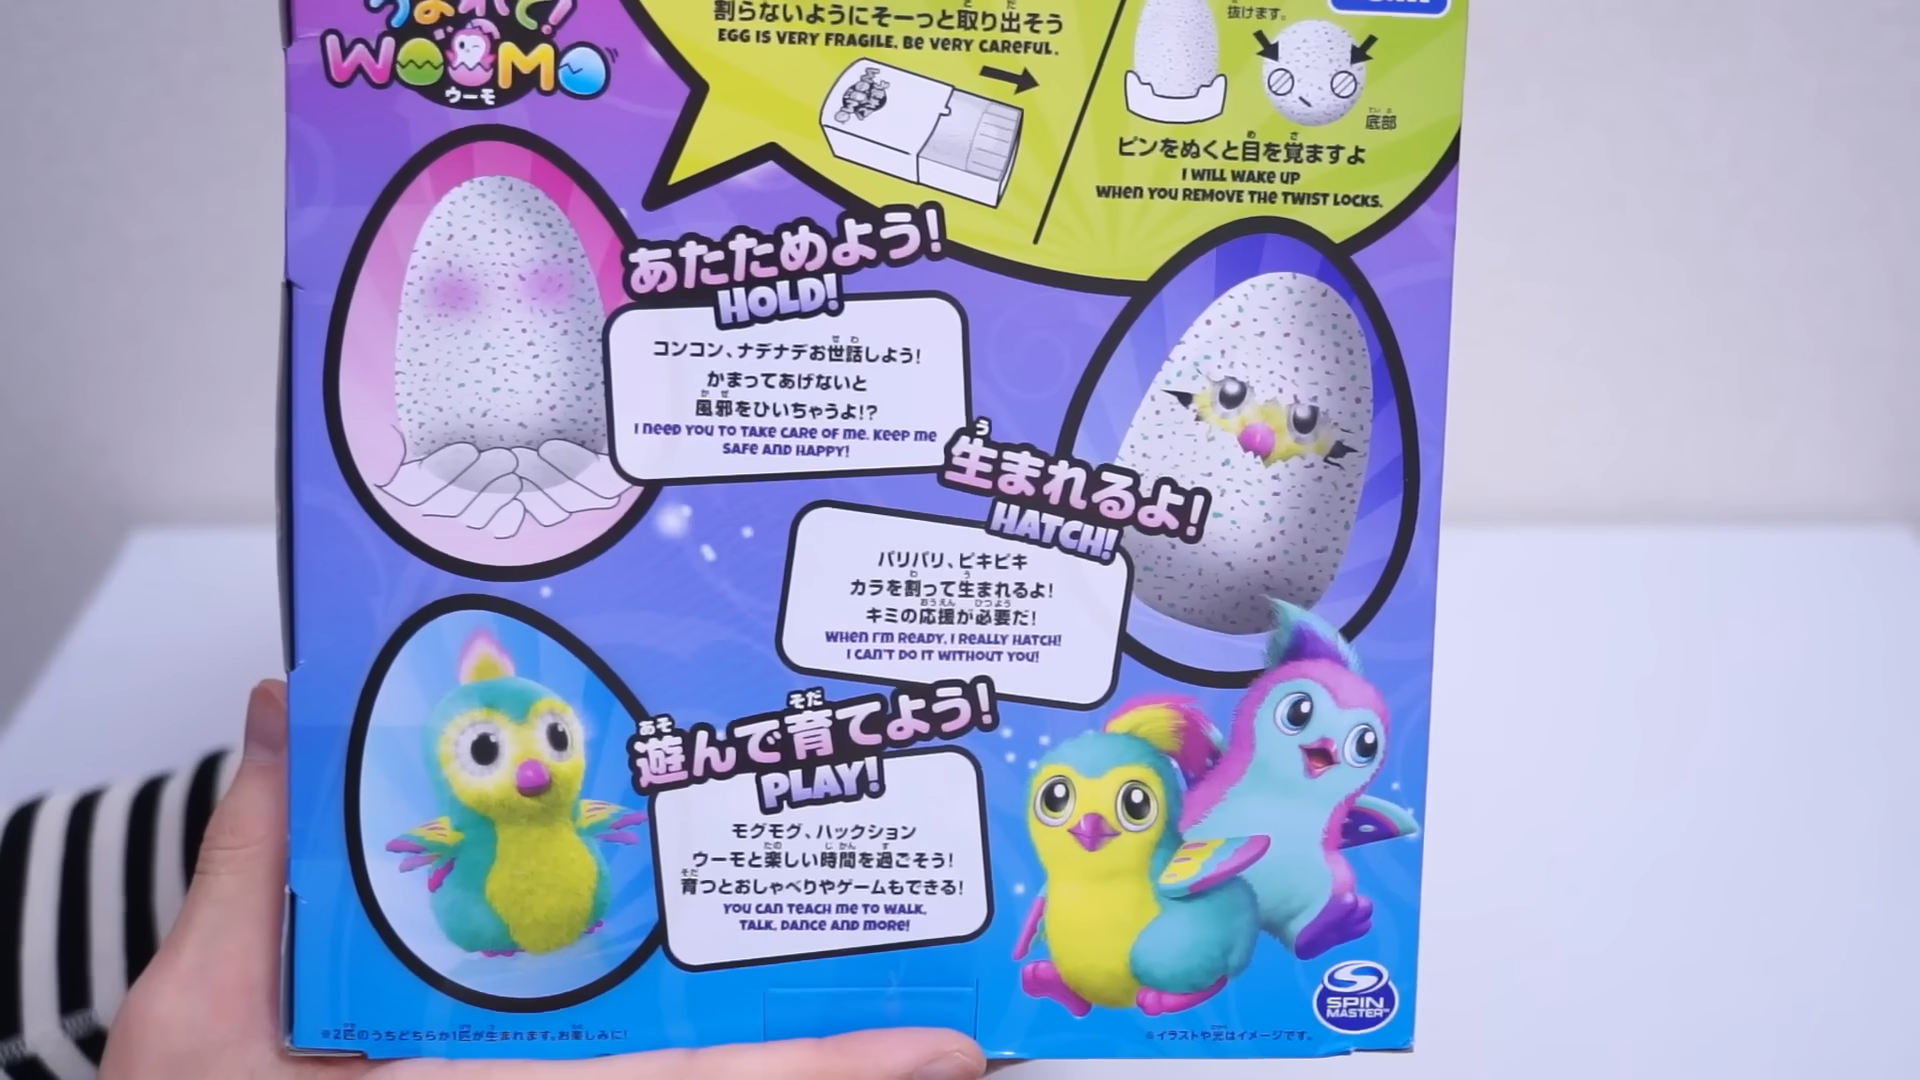 うまれて!
WOOMO
ウーモ
割らないようにそーっと取り出そう
EGG IS VERY FRAGILE, BE VERY CAREFUL.
抜けます。
底部
ピンをぬくと目を覚ますよ
I WILL WAKE UP
WHEN YOU REMOVE THE TWIST LOCKS.
あたためよう!
HOLD!
コンコン、ナデナデお世話しよう!
かまってあげないと
風邪をひいちゃうよ!?
I NEED YOU TO TAKE CARE OF ME. KEEP ME
SAFE AND HAPPY!
生まれるよ!
HATCH!
パリパリ、ピキピキ
カラを割って生まれるよ!
キミの応援が必要だ!
WHEN I'M READY, I REALLY HATCH!
I CAN'T DO IT WITHOUT YOU!
遊んで育てよう!
PLAY!
モグモグ、ハックション
ウーモと楽しい時間を過ごそう!
育つとおしゃべりやゲームもできる!
YOU CAN TEACH ME TO WALK,
TALK, DANCE AND MORE!
SPIN
MASTER™
※2匹のうちどちらか1匹が生まれます。お楽しみに!
※イラストや光はイメージです。